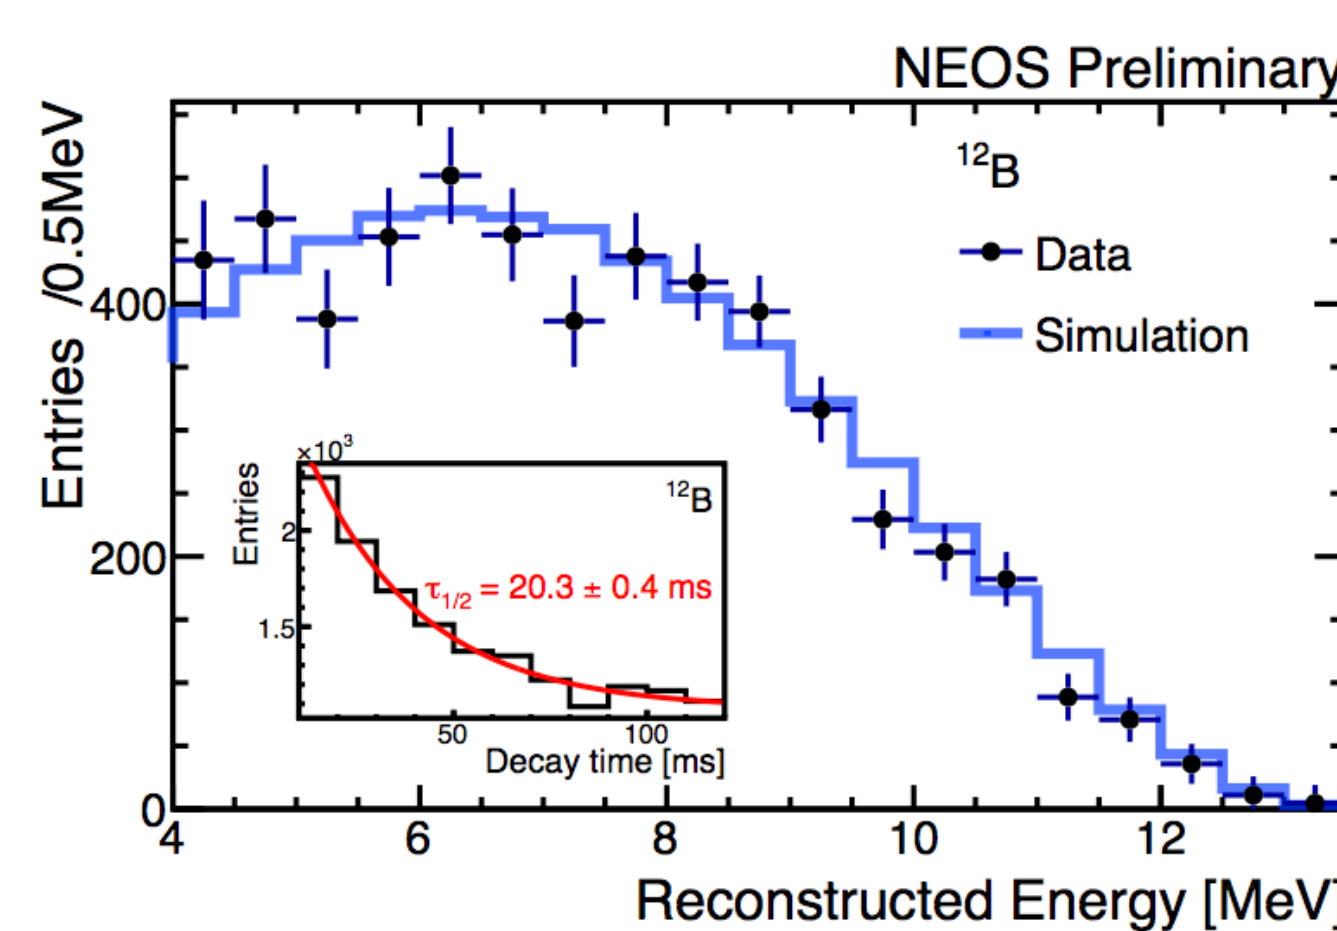 NEOS Preliminary
Entries /0.5MeV
¹²B
Data
Simulation
400
200
0
4 6 8 10 12
Reconstructed Energy [MeV]
×10³
Entries
¹²B
2
τ₁/₂ = 20.3 ± 0.4 ms
1.5
50 100
Decay time [ms]